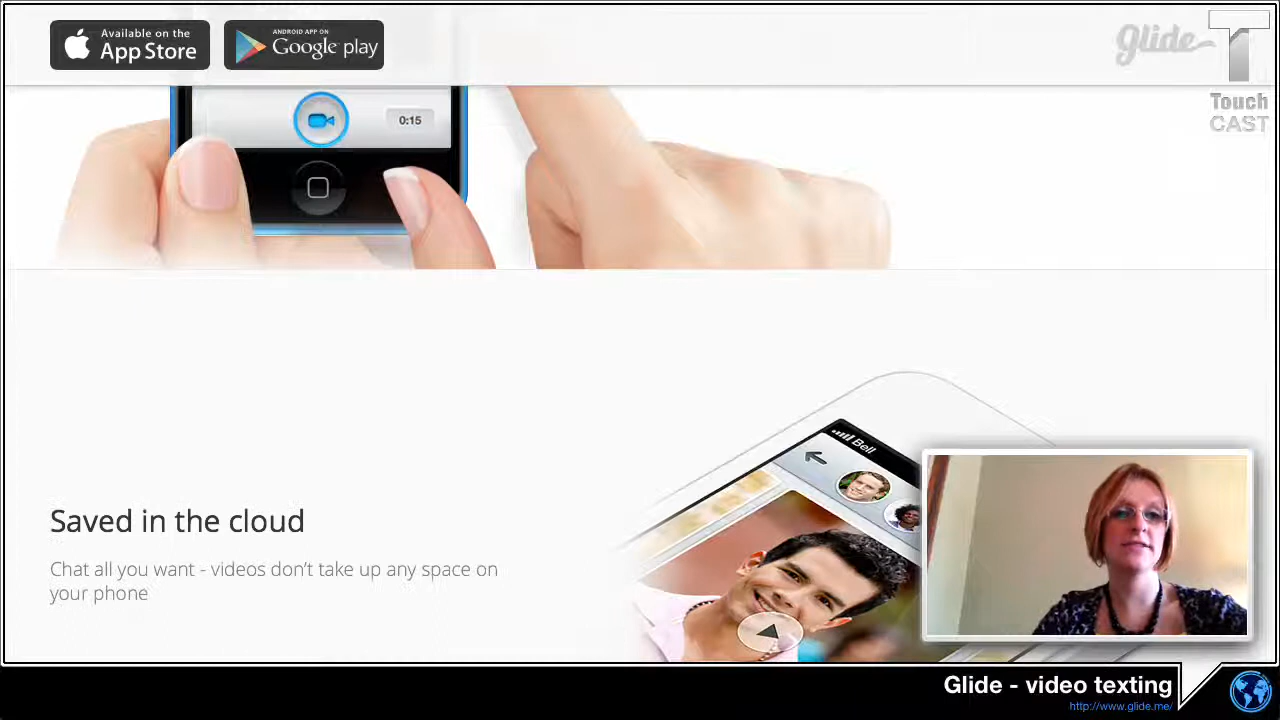 Available on the
App Store
ANDROID APP ON
Google play
glide
T
Touch
CAST
0:15
Bell
Saved in the cloud
Chat all you want - videos don’t take up any space on
your phone
Glide - video texting
http://www.glide.me/